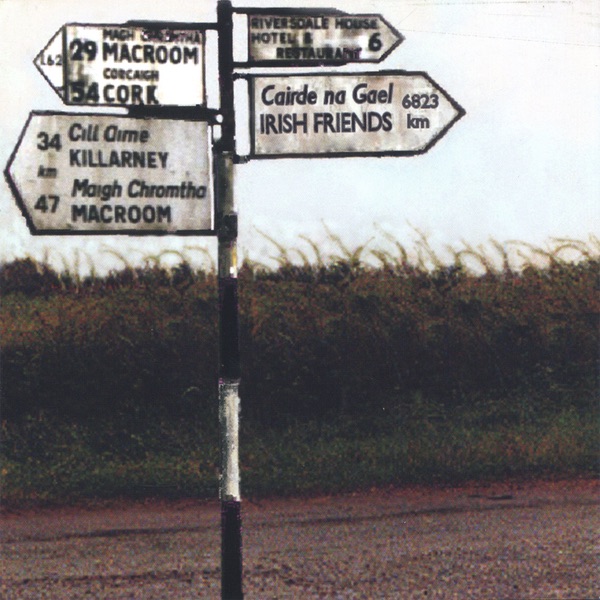 MAGH CHROMTHA
L62 29 MACROOM
CORCAIGH
54 CORK
RIVERSDALE HOUSE
HOTEL &
RESTAURANT 6
Cairde na Gael 6823
IRISH FRIENDS km
34 Cill Airne
km KILLARNEY
Maigh Chromtha
47 MACROOM